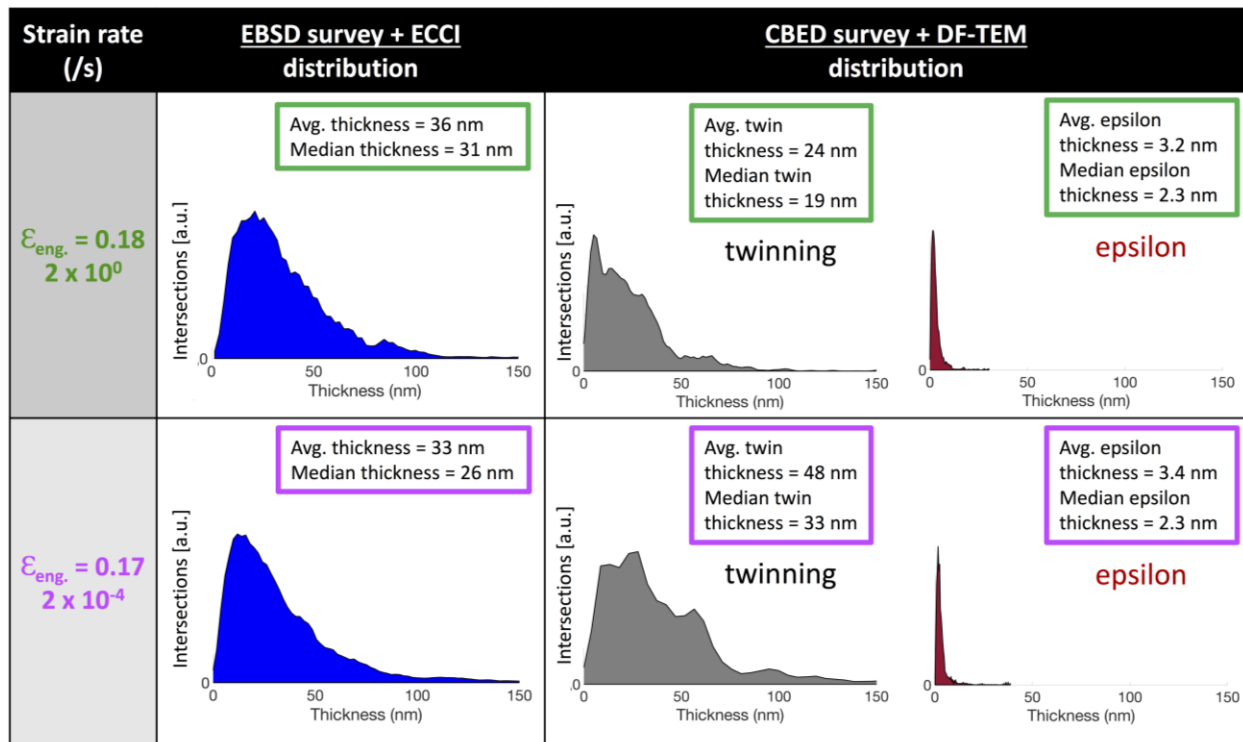 Strain rate
(/s)
EBSD survey + ECCI
distribution
CBED survey + DF-TEM
distribution
Ɛeng. = 0.18
2 x 10⁰
Avg. thickness = 36 nm
Median thickness = 31 nm
Intersections [a.u.]
0
0
50
100
150
Thickness (nm)
Avg. twin
thickness = 24 nm
Median twin
thickness = 19 nm
twinning
Intersections [a.u.]
0
0
50
100
150
Thickness (nm)
Avg. epsilon
thickness = 3.2 nm
Median epsilon
thickness = 2.3 nm
epsilon
0
0
50
100
150
Thickness (nm)
Ɛeng. = 0.17
2 x 10⁻⁴
Avg. thickness = 33 nm
Median thickness = 26 nm
Intersections [a.u.]
0
0
50
100
150
Thickness (nm)
Avg. twin
thickness = 48 nm
Median twin
thickness = 33 nm
twinning
Intersections [a.u.]
0
0
50
100
150
Thickness (nm)
Avg. epsilon
thickness = 3.4 nm
Median epsilon
thickness = 2.3 nm
epsilon
0
0
50
100
150
Thickness (nm)